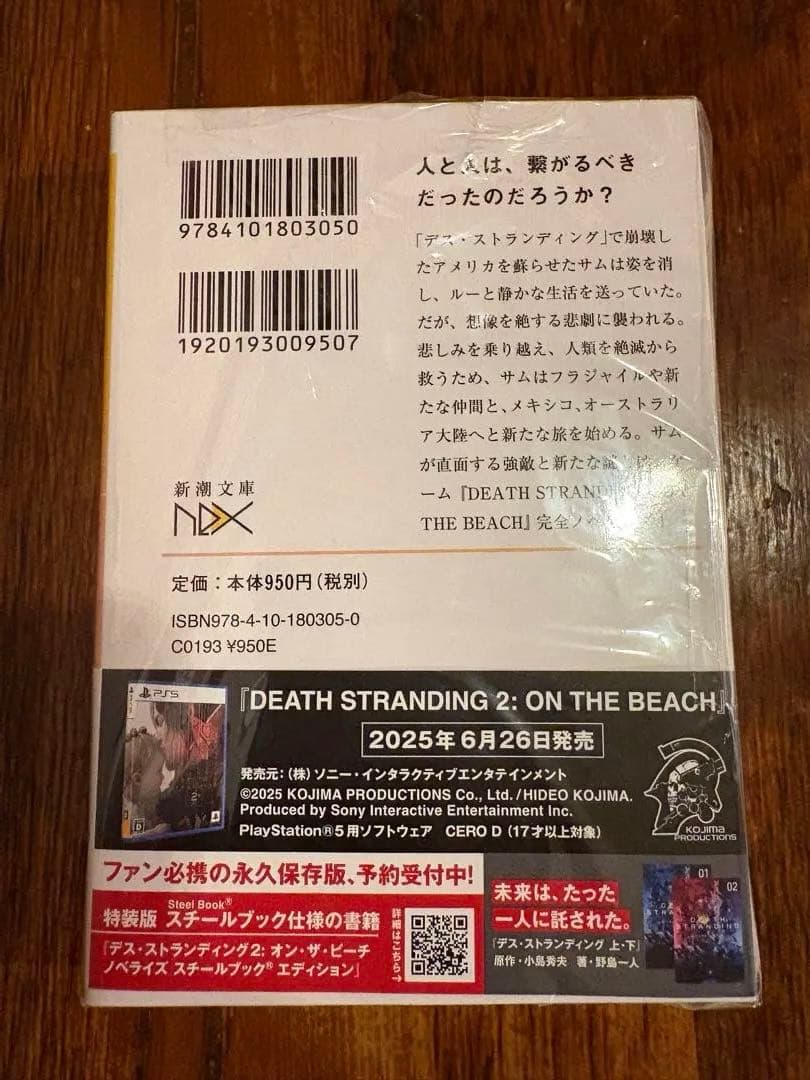 9784101803050
1920193009507
人と人は、繋がるべき
だったのだろうか?
「デス・ストランディング」で崩壊し
たアメリカを蘇らせたサムは姿を消
し、ルーと静かな生活を送っていた。
だが、想像を絶する悲劇に襲われる。
悲しみを乗り越え、人類を絶滅から
救うため、サムはフラジャイルや新
たな仲間と、メキシコ、オーストラリ
ア大陸へと新たな旅を始める。サム
が直面する強敵と新たな
ーム『DEATH
THE BEACH』完全ノベ
新潮文庫
nex
定価:本体950円(税別)
ISBN978-4-10-180305-0
C0193 ¥950E
PS5
『DEATH STRANDING 2: ON THE BEACH』
2025年6月26日発売
発売元:(株)ソニー・インタラクティブエンタテインメント
©2025 KOJIMA PRODUCTIONS Co., Ltd. /HIDEO KOJIMA.
Produced by Sony Interactive Entertainment Inc.
PlayStation®5用ソフトウェア CERO D(17才以上対象)
KOJIMA
PRODUCTIONS
ファン必携の永久保存版、予約受付中!
Steel Book®
特装版 スチールブック仕様の書籍
『デス・ストランディング2: オン・ザ・ビーチ
ノベライズ スチールブック® エディション』
詳細はこちら→
未来は、たった
一人に託された。
『デス・ストランディング 上・下』
原作・小島秀夫 著・野島一人
01
02
DEATH
STRANDING